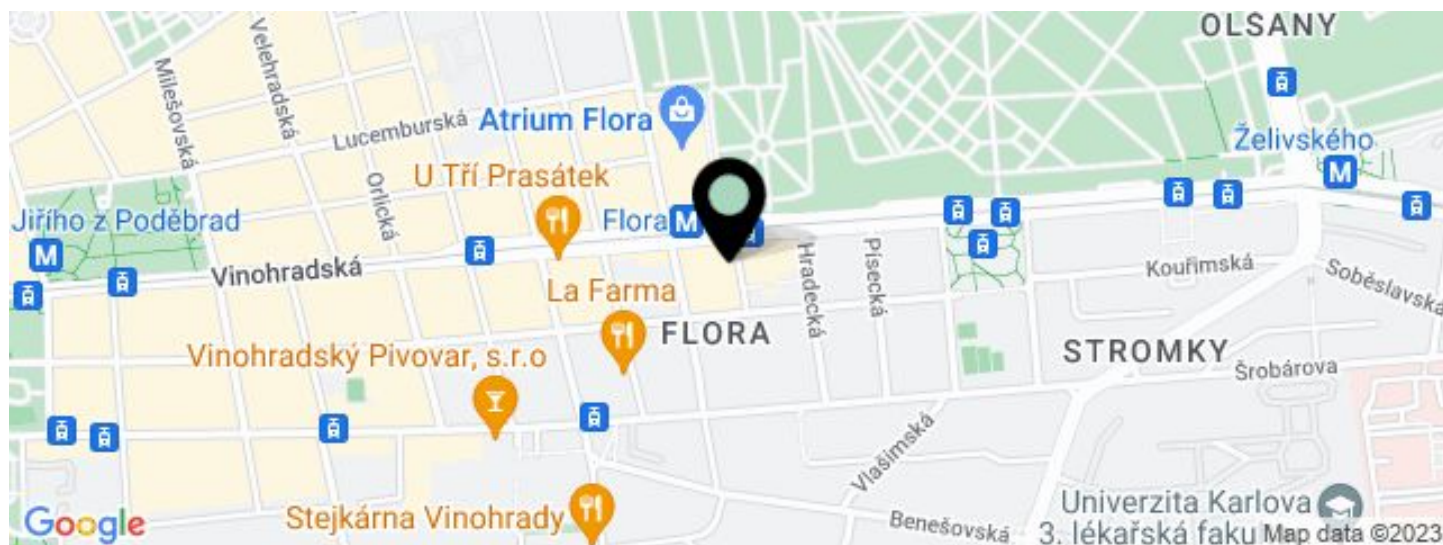 OLŠANY
Milešovská
Velehradská
Lucemburská
Atrium Flora
Želivského
M
U Tří Prasátek
Orlická
Jiřího z Poděbrad
M
Flora
M
Vinohradská
Hradecká
Písecká
Kouřimská
Soběslavská
La Farma
FLORA
STROMKY
Vinohradský Pivovar, s.r.o
Šrobárova
Vlašimská
Stejkárna Vinohrady
Benešovská
Univerzita Karlova
3. lékařská faku
Google
Map data ©2023